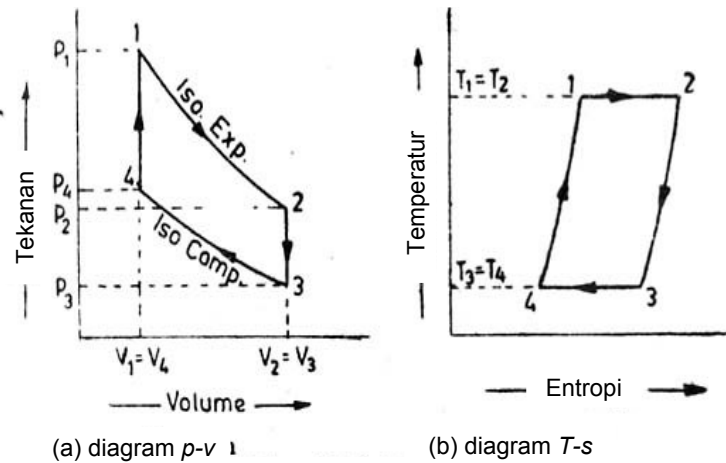 1
P₁
Iso. Exp.
Tekanan
4
P₄
P₂
2
Iso Comp.
P₃
3
V₁ = V₄
V₂ = V₃
Volume
(a) diagram p-v 1
T₁ = T₂
1
2
Temperatur
T₃ = T₄
4
3
Entropi
(b) diagram T-s